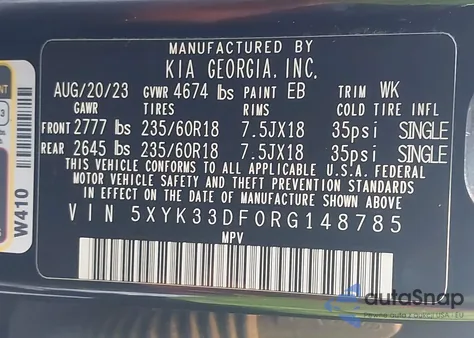 MANUFACTURED BY
KIA GEORGIA, INC.
AUG/20/23 GVWR 4674 lbs PAINT EB TRIM WK
GAWR TIRES RIMS COLD TIRE INFL
FRONT 2777 lbs 235/60R18 7.5JX18 35psi SINGLE
REAR 2645 lbs 235/60R18 7.5JX18 35psi SINGLE
THIS VEHICLE CONFORMS TO ALL APPLICABLE U.S.A. FEDERAL
MOTOR VEHICLE SAFETY AND THEFT PREVENTION STANDARDS
IN EFFECT ON THE DATE OF MANUFACTURE SHOWN ABOVE
VIN 5XYK33DF0RG148785
MPV
W410
autoSnap